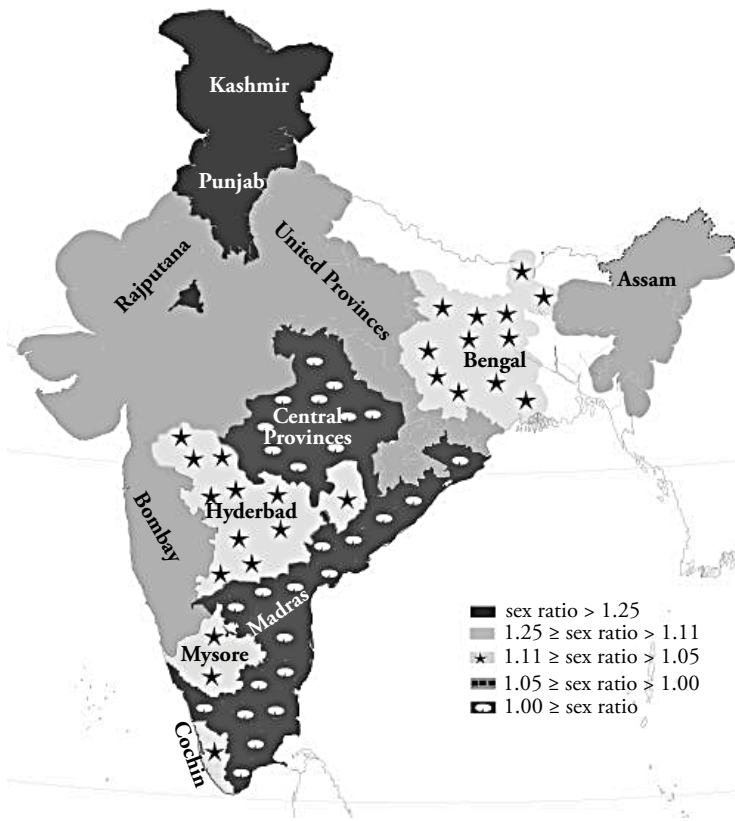 Kashmir
Punjab
Rajputana
United Provinces
Assam
Bengal
Central
Provinces
Bombay
Hyderbad
Madras
Mysore
Cochin
sex ratio > 1.25
1.25 ≥ sex ratio > 1.11
1.11 ≥ sex ratio > 1.05
1.05 ≥ sex ratio > 1.00
1.00 ≥ sex ratio